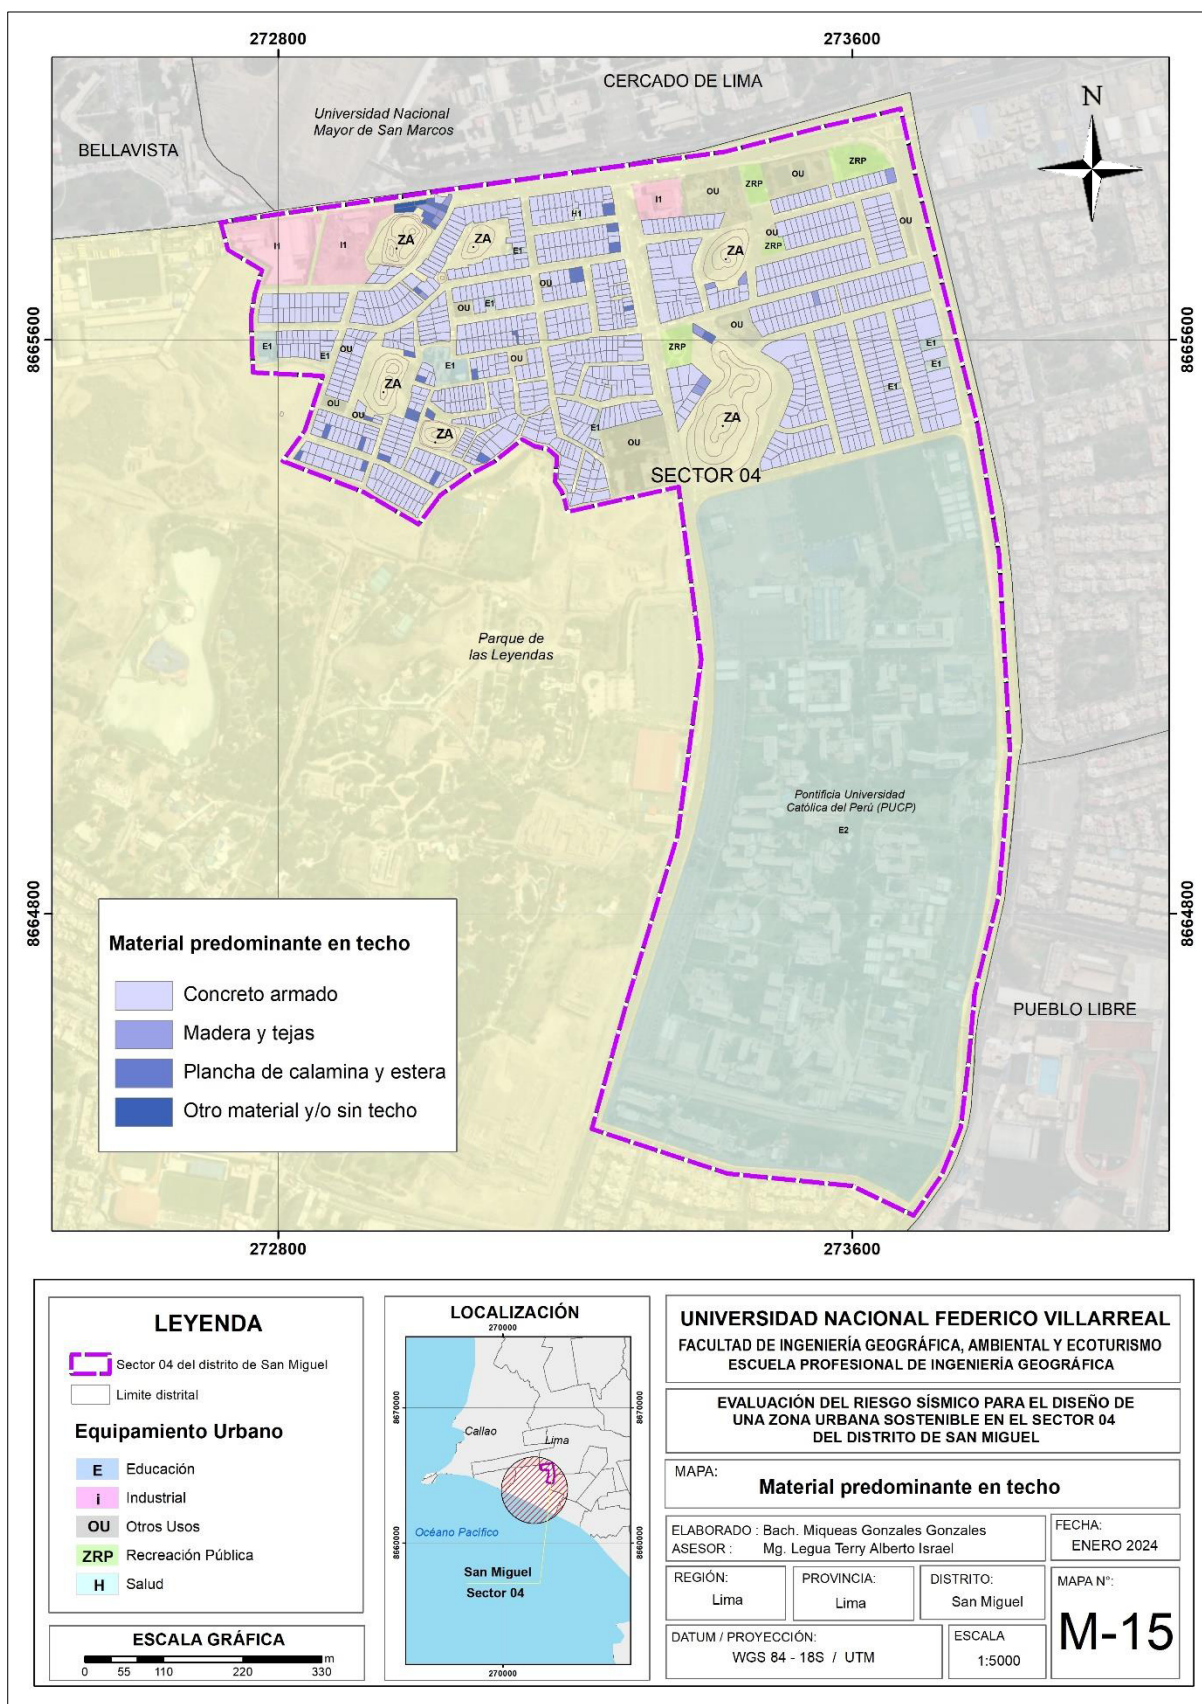 272800
273600
CERCADO DE LIMA
N
Universidad Nacional
Mayor de San Marcos
BELLAVISTA
ZRP
OU
ZRP
I1
OU
H1
OU
OU
ZRP
I1
I1
ZA
ZA
E1
ZA
OU
E1
OU
OU
8665600
8665600
E1
E1
OU
ZRP
E1
E1
OU
E1
ZA
E1
OU
OU
ZA
ZA
E1
OU
SECTOR 04
Parque de
las Leyendas
Pontificia Universidad
Católica del Perú (PUCP)
E2
8664800
8664800
PUEBLO LIBRE
Material predominante en techo
Concreto armado
Madera y tejas
Plancha de calamina y estera
Otro material y/o sin techo
272800
273600
LEYENDA
Sector 04 del distrito de San Miguel
Limite distrital
Equipamiento Urbano
E Educación
i Industrial
OU Otros Usos
ZRP Recreación Pública
H Salud
ESCALA GRÁFICA
m
0 55 110 220 330
LOCALIZACIÓN
270000
8670000
8670000
Callao
Lima
Océano Pacífico
8660000
8660000
San Miguel
Sector 04
270000
UNIVERSIDAD NACIONAL FEDERICO VILLARREAL
FACULTAD DE INGENIERÍA GEOGRÁFICA, AMBIENTAL Y ECOTURISMO
ESCUELA PROFESIONAL DE INGENIERÍA GEOGRÁFICA
EVALUACIÓN DEL RIESGO SÍSMICO PARA EL DISEÑO DE
UNA ZONA URBANA SOSTENIBLE EN EL SECTOR 04
DEL DISTRITO DE SAN MIGUEL
MAPA:
Material predominante en techo
ELABORADO : Bach. Miqueas Gonzales Gonzales
ASESOR : Mg. Legua Terry Alberto Israel
FECHA:
ENERO 2024
REGIÓN:
Lima
PROVINCIA:
Lima
DISTRITO:
San Miguel
MAPA N°:
M-15
DATUM / PROYECCIÓN:
WGS 84 - 18S / UTM
ESCALA
1:5000